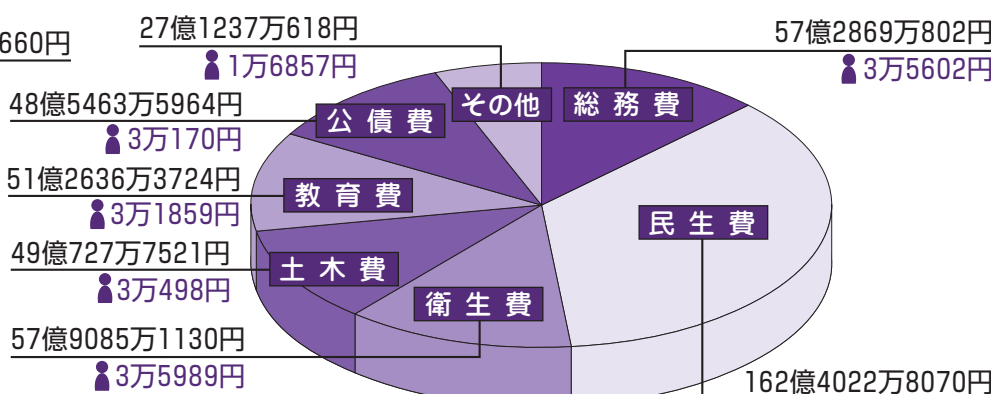 660円
27億1237万618円
1万6857円
57億2869万802円
3万5602円
48億5463万5964円
3万170円
51億2636万3724円
3万1859円
49億727万7521円
3万498円
57億9085万1130円
3万5989円
162億4022万8070円
その他
総務費
公債費
教育費
民生費
土木費
衛生費